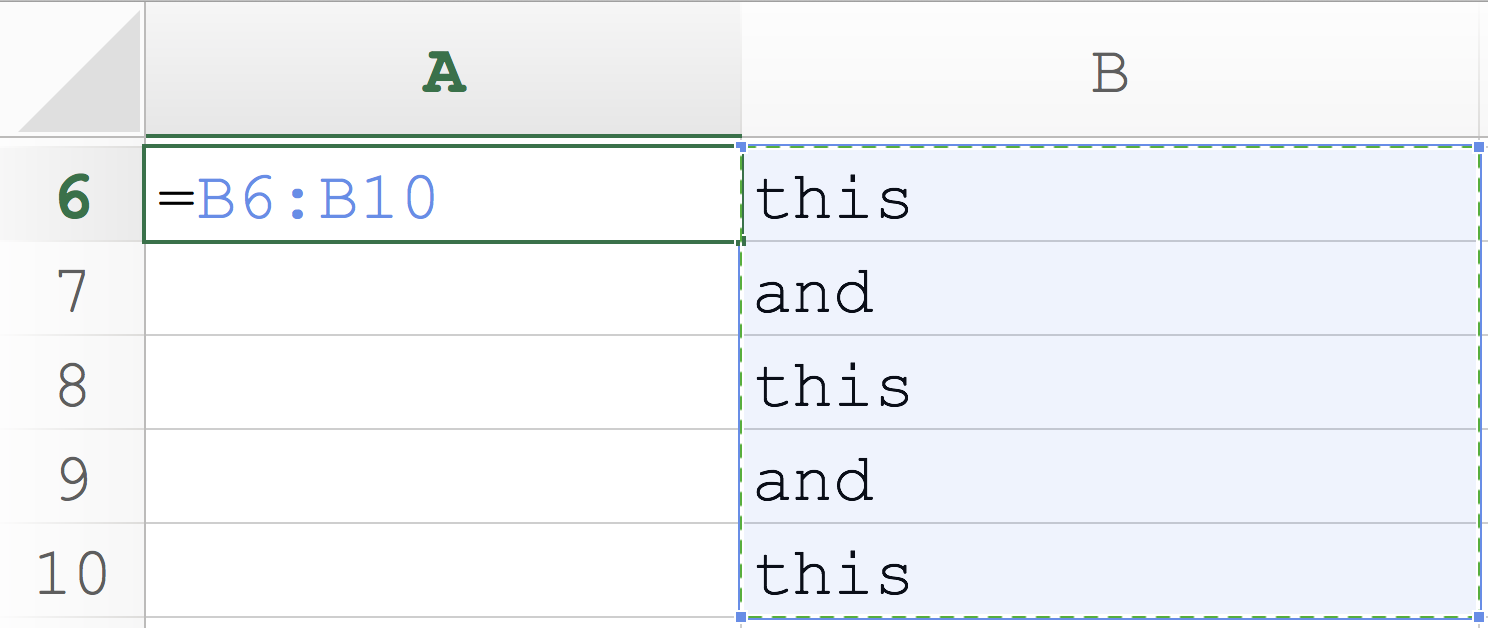 A B
6 =B6:B10 this
7 and
8 this
9 and
10 this